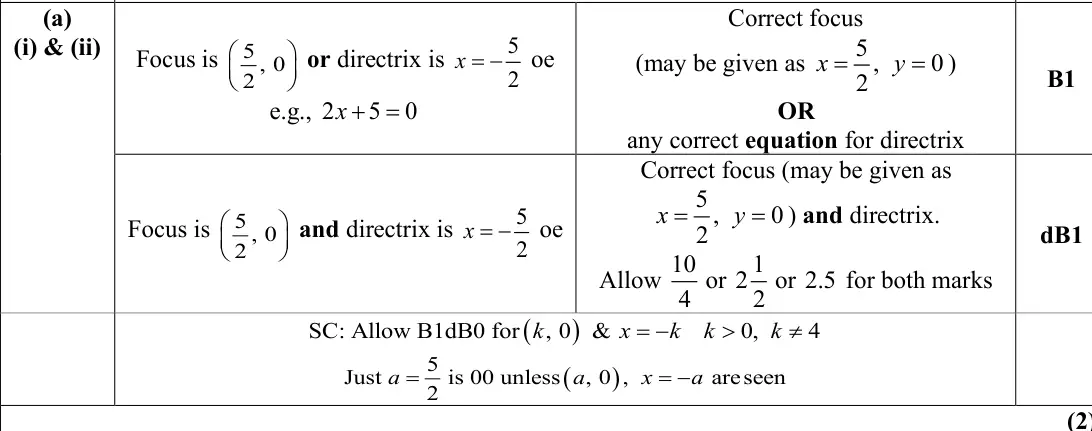 (a)
(i) & (ii)
Focus is (5/2, 0) or directrix is x = −5/2 oe
e.g., 2x + 5 = 0
Correct focus
(may be given as x = 5/2, y = 0)
OR
any correct equation for directrix
B1
Focus is (5/2, 0) and directrix is x = −5/2 oe
Correct focus (may be given as
x = 5/2, y = 0) and directrix.
Allow 10/4 or 2 1/2 or 2.5 for both marks
dB1
SC: Allow B1dB0 for (k, 0) & x = −k k > 0, k ≠ 4
Just a = 5/2 is 00 unless (a, 0), x = −a are seen
(2)